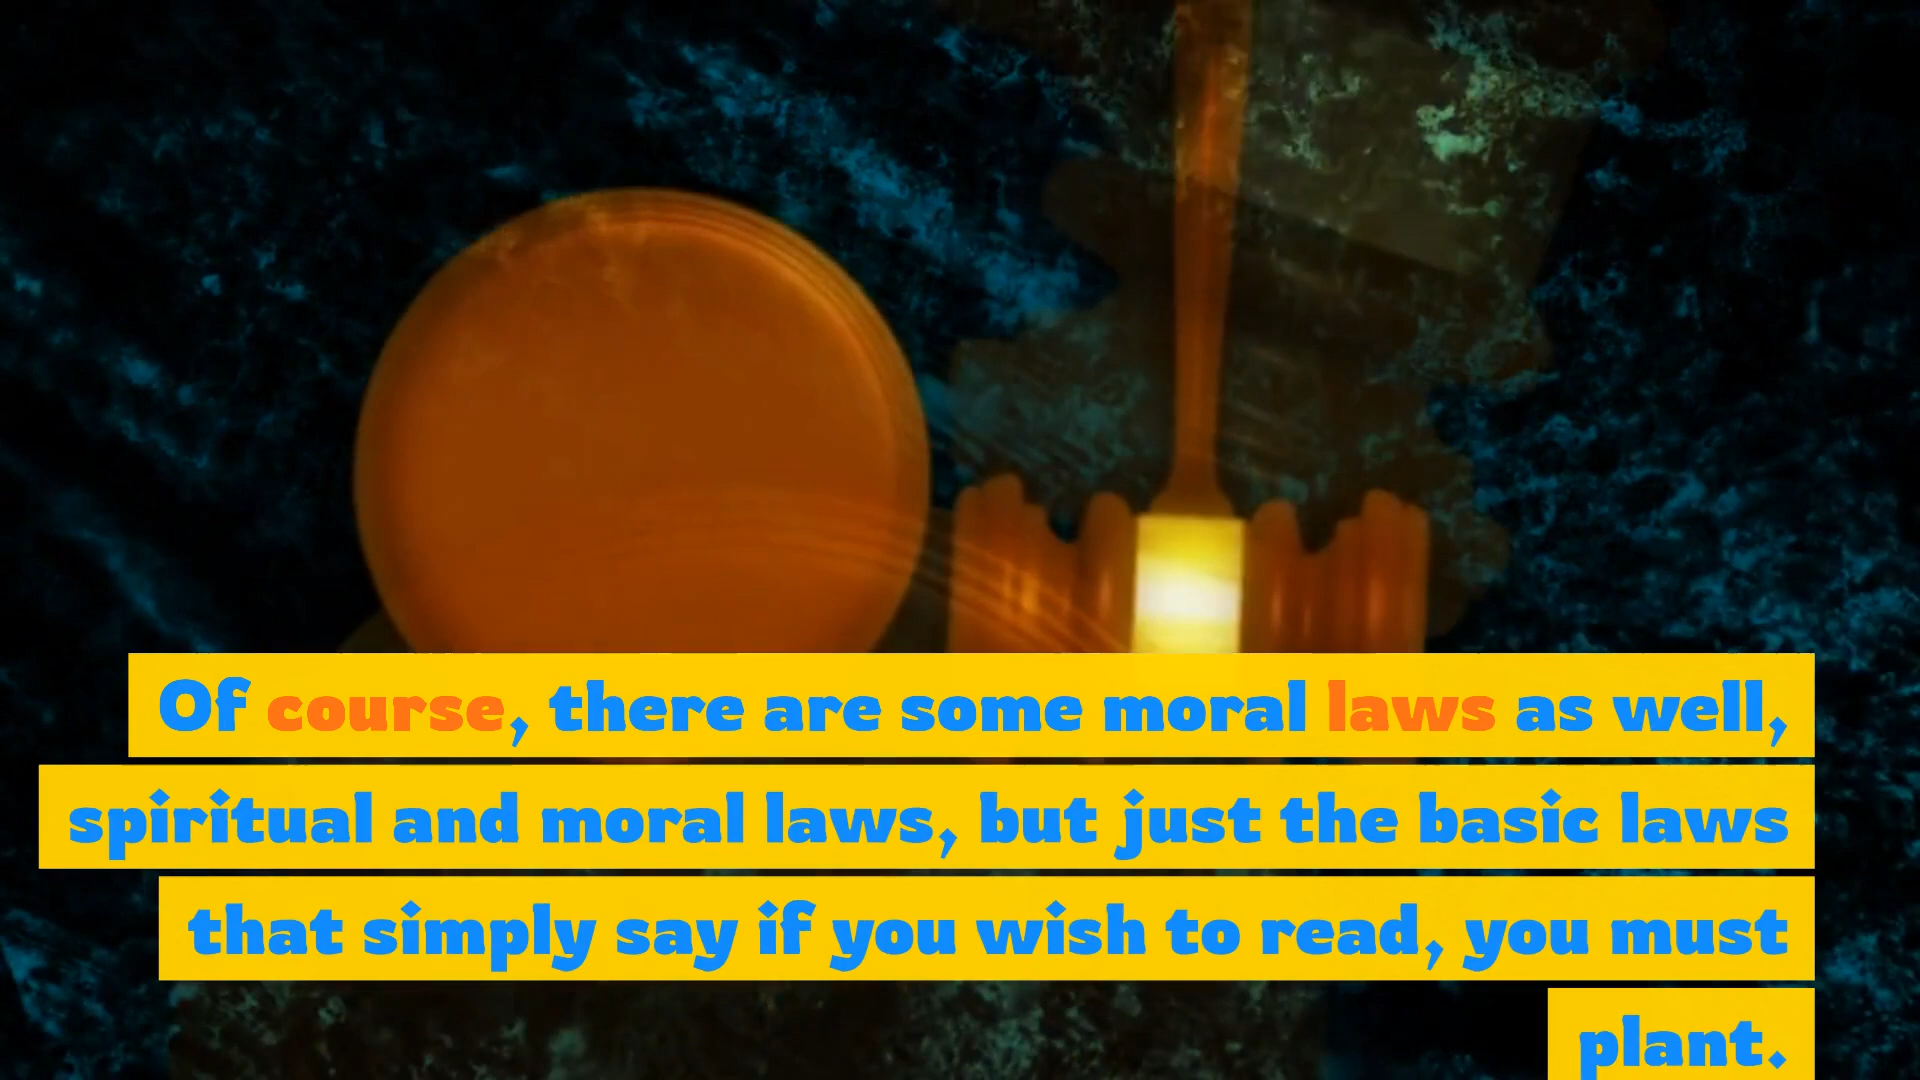 Of course, there are some moral laws as well,
spiritual and moral laws, but just the basic laws
that simply say if you wish to read, you must
plant.